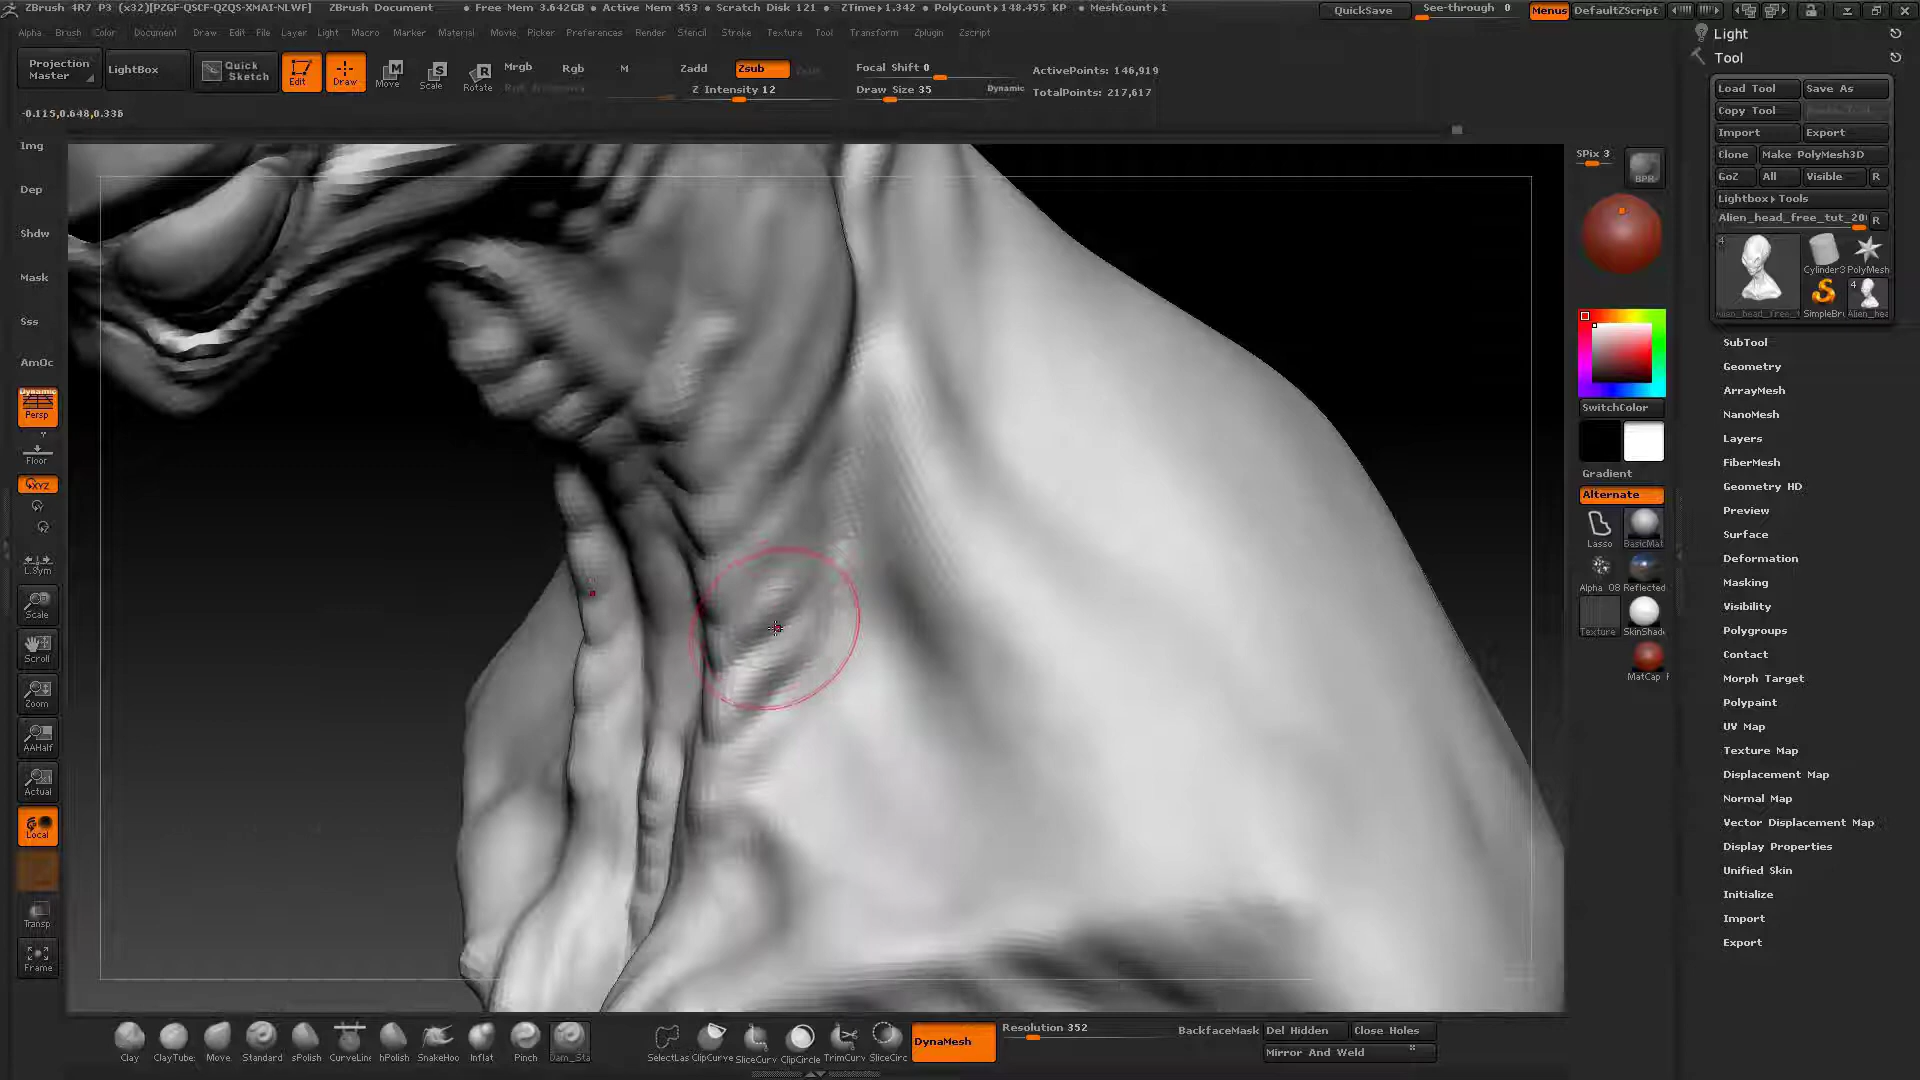 ZBrush 4R7 P3 (x32)[PZGF-QSCF-QZQS-XMAI-NLWF] ZBrush Document • Free Mem 3.642GB • Active Mem 453 • Scratch Disk 121 • ZTime▸1.342 • PolyCount▸148.455 KP • MeshCount▸1 QuickSave See-through 0 Menus DefaultZScript
Alpha Brush Color Document Draw Edit File Layer Light Macro Marker Material Movie Picker Preferences Render Stencil Stroke Texture Tool Transform Zplugin Zscript
Projection Master
LightBox
Quick Sketch
Edit
Draw
Move
Scale
Rotate
Mrgb Rgb M
Zadd Zsub
Z Intensity 12
Focal Shift 0
Draw Size 35
Dynamic
ActivePoints: 146,919
TotalPoints: 217,617
-0.115,0.648,0.336
Img
Dep
Shdw
Mask
Sss
AmOc
Dynamic
Persp
Floor
XYZ
L.Sym
Scale
Scroll
Zoom
AAHalf
Actual
Local
Transp
Frame
SPix 3
BPR
SwitchColor
Gradient
Alternate
Lasso
BasicMat
Alpha 08
Reflected
Texture
SkinShad
MatCap
Light
Tool
Load Tool Save As
Copy Tool
Import Export
Clone Make PolyMesh3D
GoZ All Visible R
Lightbox▸Tools
Alien_head_free_tut_20 R
4
Cylinder3 PolyMesh
4
SimpleBru Alien_hea
SubTool
Geometry
ArrayMesh
NanoMesh
Layers
FiberMesh
Geometry HD
Preview
Surface
Deformation
Masking
Visibility
Polygroups
Contact
Morph Target
Polypaint
UV Map
Texture Map
Displacement Map
Normal Map
Vector Displacement Map
Display Properties
Unified Skin
Initialize
Import
Export
Clay ClayTube Move Standard sPolish CurveLine hPolish SnakeHoo Inflat Pinch Dam_Sta
SelectLas ClipCurve SliceCurv ClipCircle TrimCurv SliceCirc
DynaMesh
Resolution 352
BackfaceMask Del Hidden Close Holes
Mirror And Weld